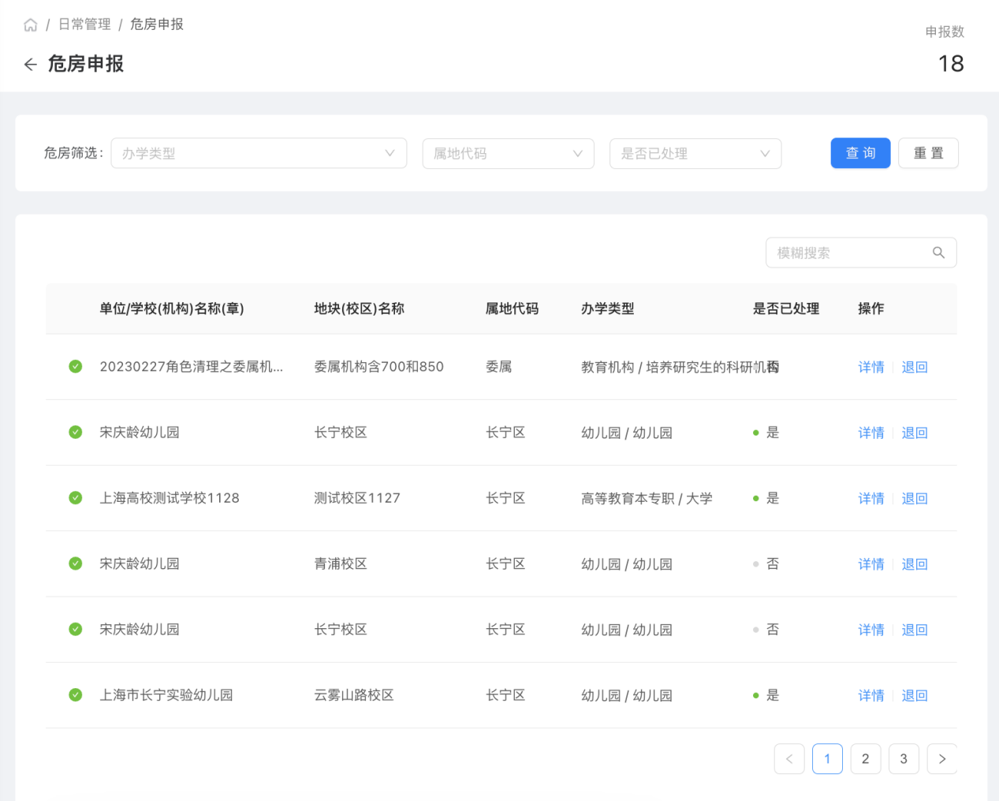 / 日常管理 / 危房申报
申报数
危房申报
18
危房筛选: 办学类型 属地代码 是否已处理 查 询 重 置
模糊搜索
单位/学校(机构)名称(章) 地块(校区)名称 属地代码 办学类型 是否已处理 操作
20230227角色清理之委属机... 委属机构含700和850 委属 教育机构 / 培养研究生的科研机构 否 详情 退回
宋庆龄幼儿园 长宁校区 长宁区 幼儿园 / 幼儿园 是 详情 退回
上海高校测试学校1128 测试校区1127 长宁区 高等教育本专职 / 大学 是 详情 退回
宋庆龄幼儿园 青浦校区 长宁区 幼儿园 / 幼儿园 否 详情 退回
宋庆龄幼儿园 长宁校区 长宁区 幼儿园 / 幼儿园 否 详情 退回
上海市长宁实验幼儿园 云雾山路校区 长宁区 幼儿园 / 幼儿园 是 详情 退回
< 1 2 3 >